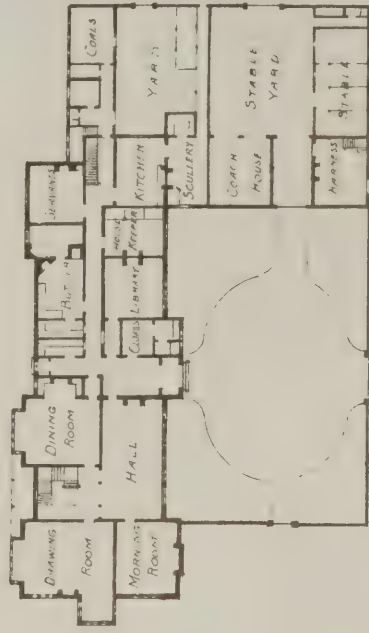 COALS
YARD
STABLE
YARD
STABLE
HARNESS
COACH
HOUSE
SCULLERY
KITCHEN
SERVANTS
HOUSE
KEEPER
BUTLER
LIBRARY
CLOAKS
DINING
ROOM
HALL
DRAWING
ROOM
MORNING
ROOM